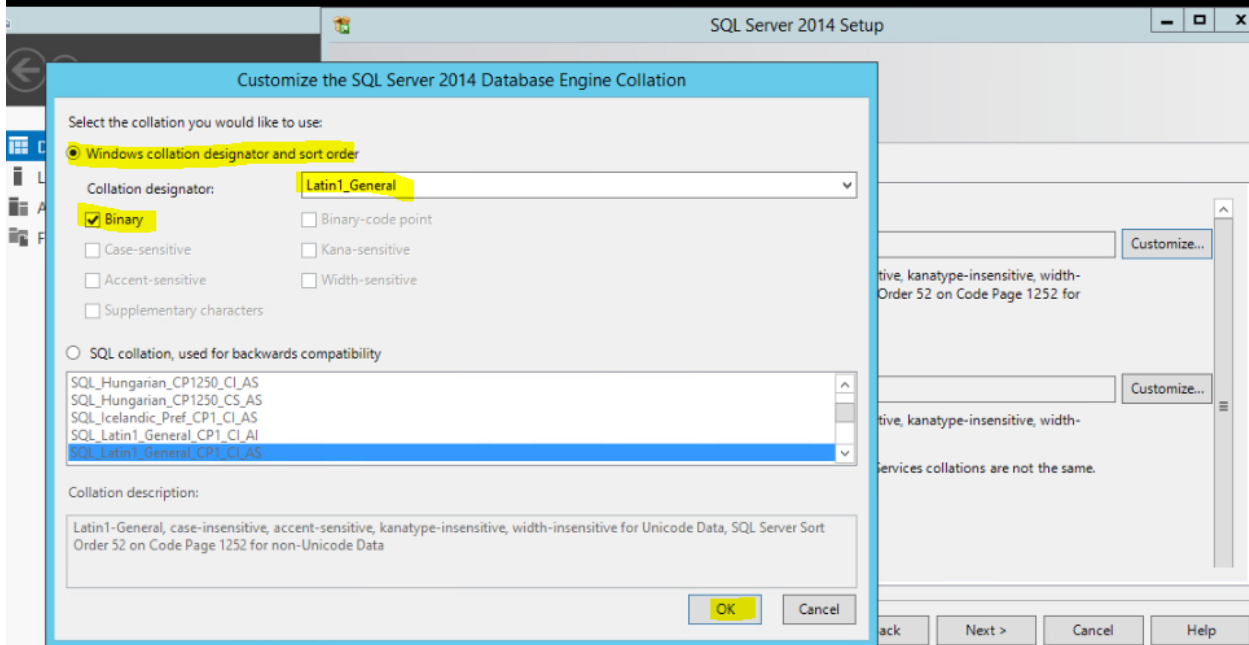 SQL Server 2014 Setup
Customize the SQL Server 2014 Database Engine Collation
Select the collation you would like to use:
Windows collation designator and sort order
Collation designator:
Latin1_General
Binary
Binary-code point
Case-sensitive
Kana-sensitive
Accent-sensitive
Width-sensitive
Supplementary characters
SQL collation, used for backwards compatibility
SQL_Hungarian_CP1250_CI_AS
SQL_Hungarian_CP1250_CS_AS
SQL_Icelandic_Pref_CP1_CI_AS
SQL_Latin1_General_CP1_CI_AI
SQL_Latin1_General_CP1_CI_AS
Collation description:
Latin1-General, case-insensitive, accent-sensitive, kanatype-insensitive, width-insensitive for Unicode Data, SQL Server Sort
Order 52 on Code Page 1252 for non-Unicode Data
OK
Cancel
Customize...
tive, kanatype-insensitive, width-
Order 52 on Code Page 1252 for
Customize...
tive, kanatype-insensitive, width-
Services collations are not the same.
ack
Next >
Cancel
Help